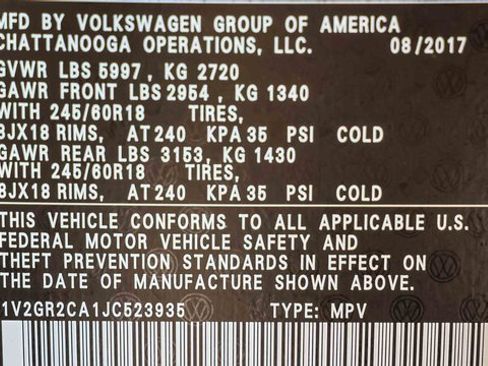 MFD BY VOLKSWAGEN GROUP OF AMERICA
CHATTANOOGA OPERATIONS, LLC. 08/2017
GVWR LBS 5997, KG 2720
GAWR FRONT LBS 2954, KG 1340
WITH 245/60R18 TIRES,
8JX18 RIMS, AT 240 KPA 35 PSI COLD
GAWR REAR LBS 3153, KG 1430
WITH 245/60R18 TIRES,
8JX18 RIMS, AT 240 KPA 35 PSI COLD
THIS VEHICLE CONFORMS TO ALL APPLICABLE U.S.
FEDERAL MOTOR VEHICLE SAFETY AND
THEFT PREVENTION STANDARDS IN EFFECT ON
THE DATE OF MANUFACTURE SHOWN ABOVE.
1V2GR2CA1JC523935 TYPE: MPV